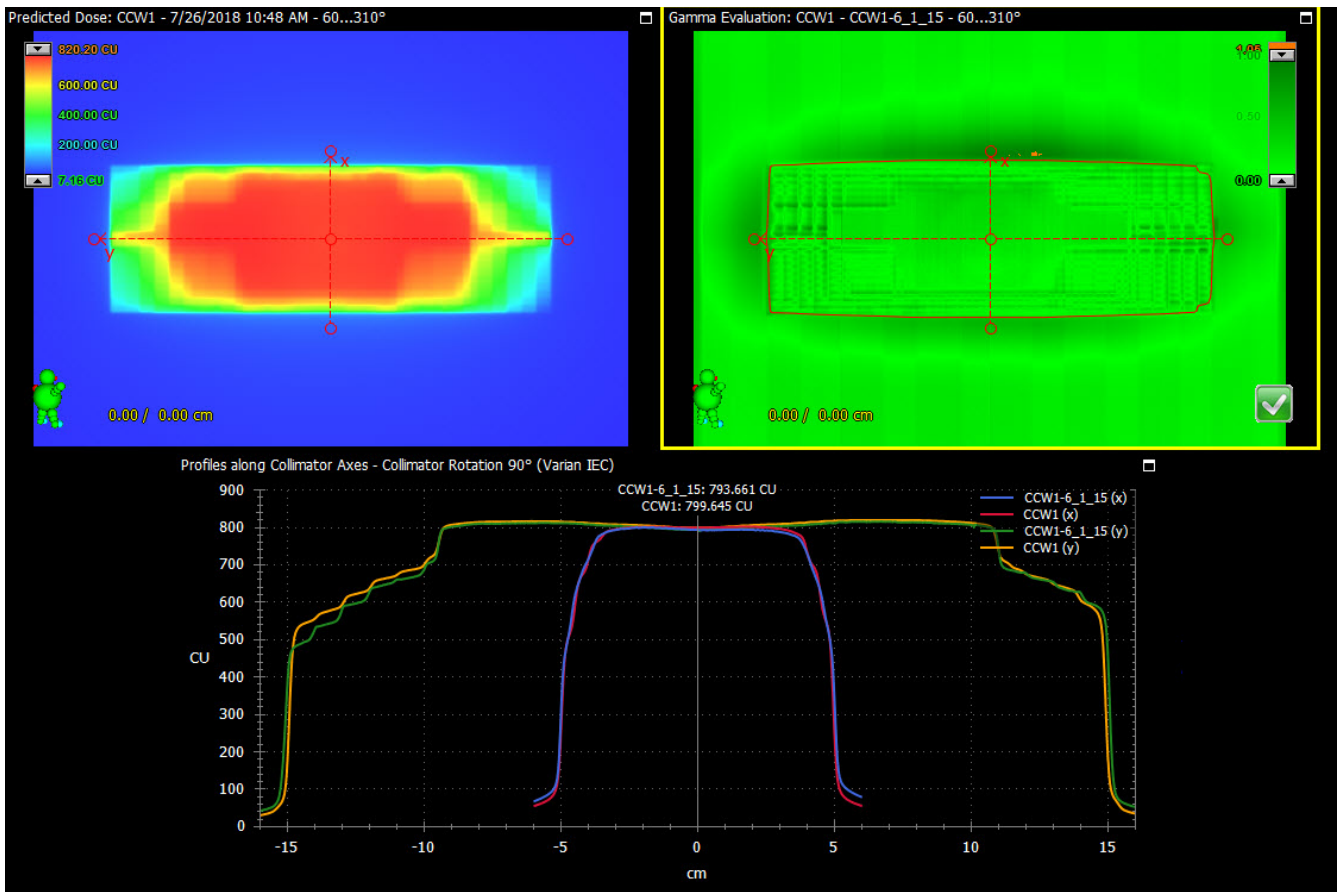 Predicted Dose: CCW1 - 7/26/2018 10:48 AM - 60...310°
820.20 CU
600.00 CU
400.00 CU
200.00 CU
7.16 CU
x
y
0.00 / 0.00 cm
Gamma Evaluation: CCW1 - CCW1-6_1_15 - 60...310°
1.00
0.50
0.00
x
y
0.00 / 0.00 cm
Profiles along Collimator Axes - Collimator Rotation 90° (Varian IEC)
CCW1-6_1_15: 793.661 CU
CCW1: 799.645 CU
CCW1-6_1_15 (x)
CCW1 (x)
CCW1-6_1_15 (y)
CCW1 (y)
900
800
700
600
500
400
300
200
100
0
CU
-15
-10
-5
0
5
10
15
cm